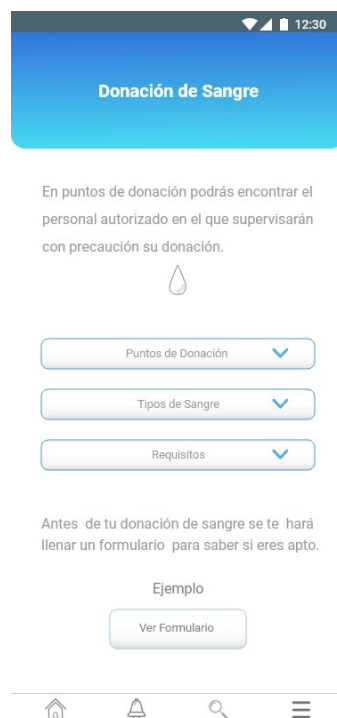 12:30
Donación de Sangre
En puntos de donación podrás encontrar el
personal autorizado en el que supervisarán
con precaución su donación.
Puntos de Donación
Tipos de Sangre
Requisitos
Antes de tu donación de sangre se te hará
llenar un formulario para saber si eres apto.
Ejemplo
Ver Formulario